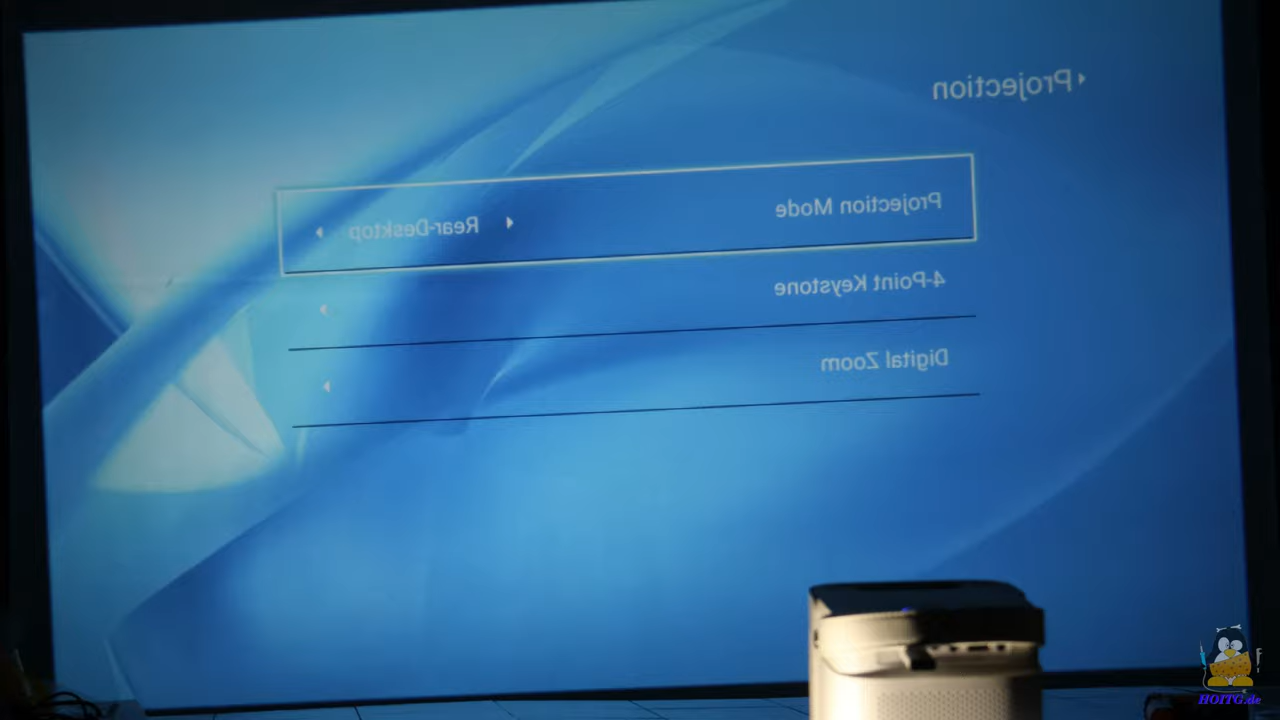 Projection
Projection Mode
Rear-Desktop
4-Point Keystone
Digital Zoom
HOITG.de